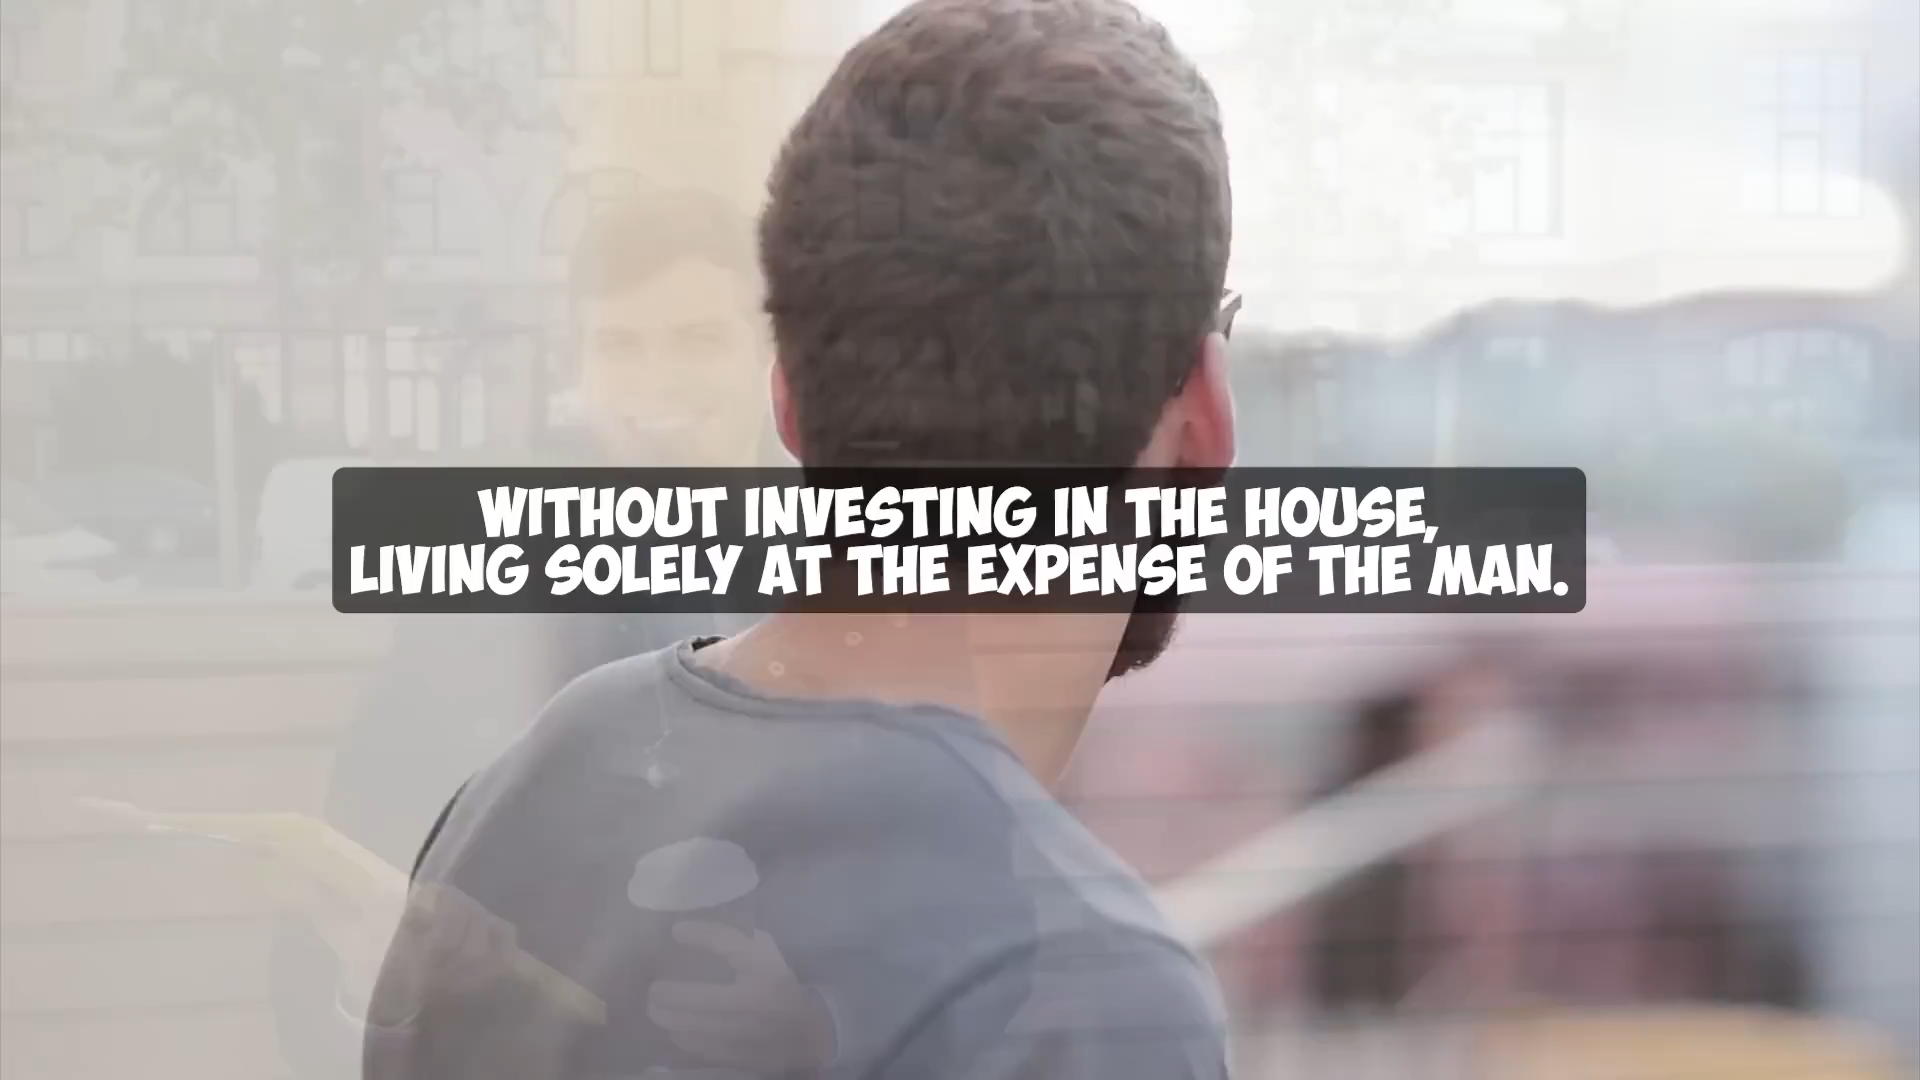 WITHOUT INVESTING IN THE HOUSE,
LIVING SOLELY AT THE EXPENSE OF THE MAN.